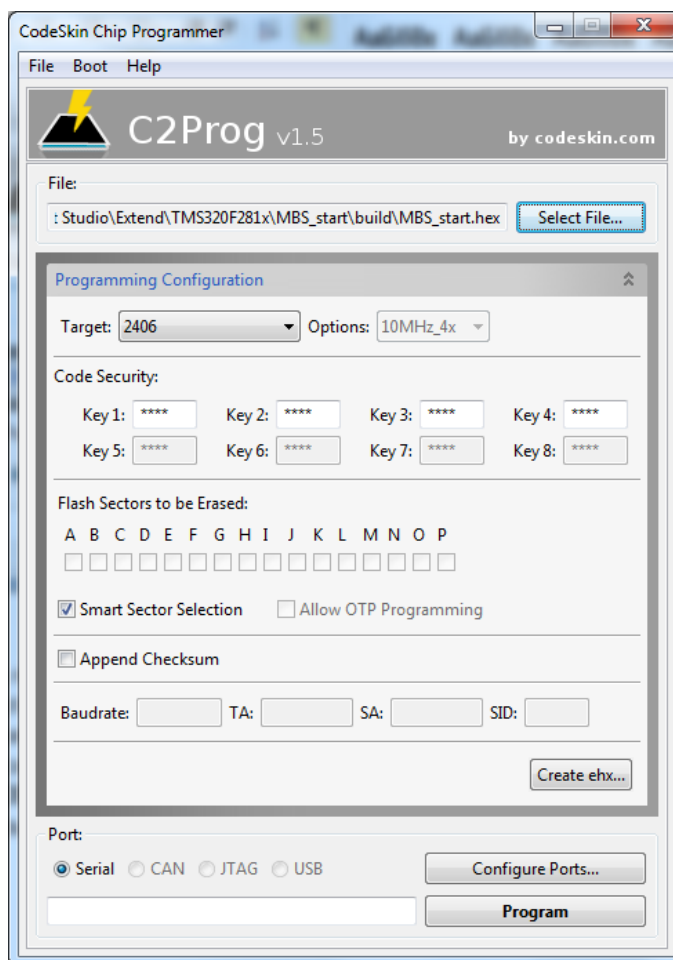 CodeSkin Chip Programmer
File Boot Help
C2Prog v1.5 by codeskin.com
File:
: Studio\Extend\TMS320F281x\MBS_start\build\MBS_start.hex Select File...
Programming Configuration
Target: 2406 Options: 10MHz_4x
Code Security:
Key 1: **** Key 2: **** Key 3: **** Key 4: ****
Key 5: **** Key 6: **** Key 7: **** Key 8: ****
Flash Sectors to be Erased:
A B C D E F G H I J K L M N O P
Smart Sector Selection Allow OTP Programming
Append Checksum
Baudrate: TA: SA: SID:
Create ehx...
Port:
Serial CAN JTAG USB Configure Ports...
Program